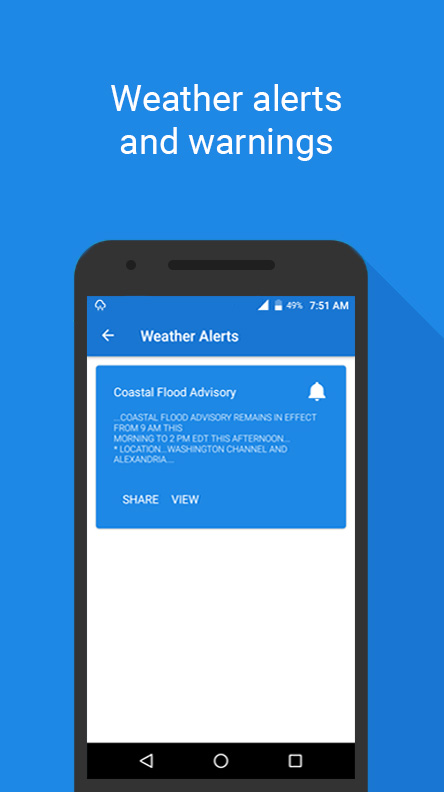 Weather alerts
and warnings
49% 7:51 AM
Weather Alerts
Coastal Flood Advisory
...COASTAL FLOOD ADVISORY REMAINS IN EFFECT
FROM 9 AM THIS
MORNING TO 2 PM EDT THIS AFTERNOON...
* LOCATION...WASHINGTON CHANNEL AND
ALEXANDRIA...
SHARE VIEW